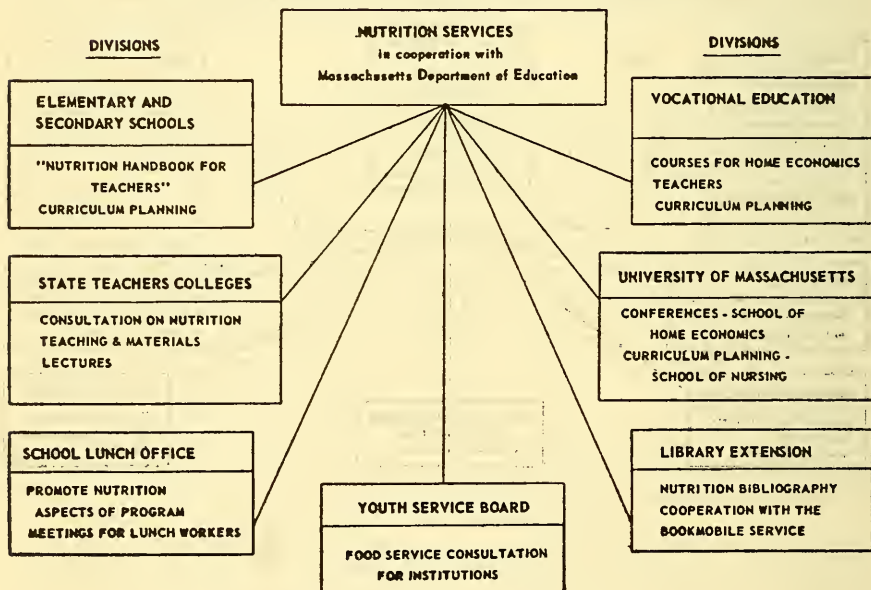 NUTRITION SERVICES
in cooperation with
Massachusetts Department of Education
DIVISIONS
ELEMENTARY AND
SECONDARY SCHOOLS
"NUTRITION HANDBOOK FOR
TEACHERS"
CURRICULUM PLANNING
STATE TEACHERS COLLEGES
CONSULTATION ON NUTRITION
TEACHING & MATERIALS
LECTURES
SCHOOL LUNCH OFFICE
PROMOTE NUTRITION
ASPECTS OF PROGRAM
MEETINGS FOR LUNCH WORKERS
YOUTH SERVICE BOARD
FOOD SERVICE CONSULTATION
FOR INSTITUTIONS
DIVISIONS
VOCATIONAL EDUCATION
COURSES FOR HOME ECONOMICS
TEACHERS
CURRICULUM PLANNING
UNIVERSITY OF MASSACHUSETTS
CONFERENCES - SCHOOL OF
HOME ECONOMICS
CURRICULUM PLANNING -
SCHOOL OF NURSING
LIBRARY EXTENSION
NUTRITION BIBLIOGRAPHY
COOPERATION WITH THE
BOOKMOBILE SERVICE